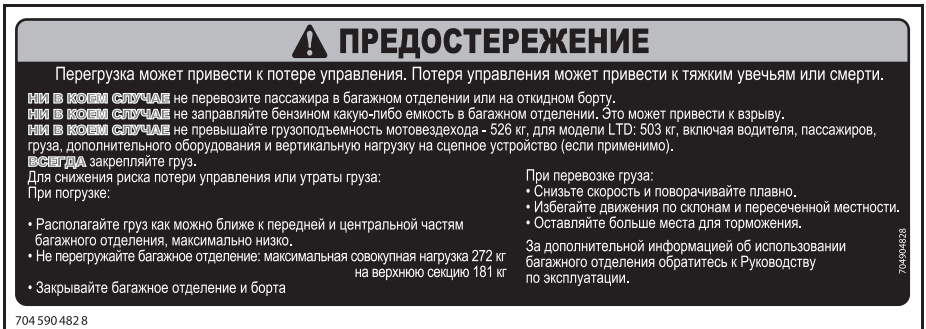 ПРЕДОСТЕРЕЖЕНИЕ
Перегрузка может привести к потере управления. Потеря управления может привести к тяжким увечьям или смерти.
НИ В КОЕМ СЛУЧАЕ не перевозите пассажира в багажном отделении или на откидном борту.
НИ В КОЕМ СЛУЧАЕ не заправляйте бензином какую-либо емкость в багажном отделении. Это может привести к взрыву.
НИ В КОЕМ СЛУЧАЕ не превышайте грузоподъемность мотовездехода - 526 кг, для модели LTD: 503 кг, включая водителя, пассажиров,
груза, дополнительного оборудования и вертикальную нагрузку на сцепное устройство (если применимо).
ВСЕГДА закрепляйте груз.
Для снижения риска потери управления или утраты груза:
При погрузке:
• Располагайте груз как можно ближе к передней и центральной частям
багажного отделения, максимально низко.
• Не перегружайте багажное отделение: максимальная совокупная нагрузка 272 кг
на верхнюю секцию 181 кг
• Закрывайте багажное отделение и борта
При перевозке груза:
• Снизьте скорость и поворачивайте плавно.
• Избегайте движения по склонам и пересеченной местности.
• Оставляйте больше места для торможения.
За дополнительной информацией об использовании
багажного отделения обратитесь к Руководству
по эксплуатации.
704904828
704 590 482 8